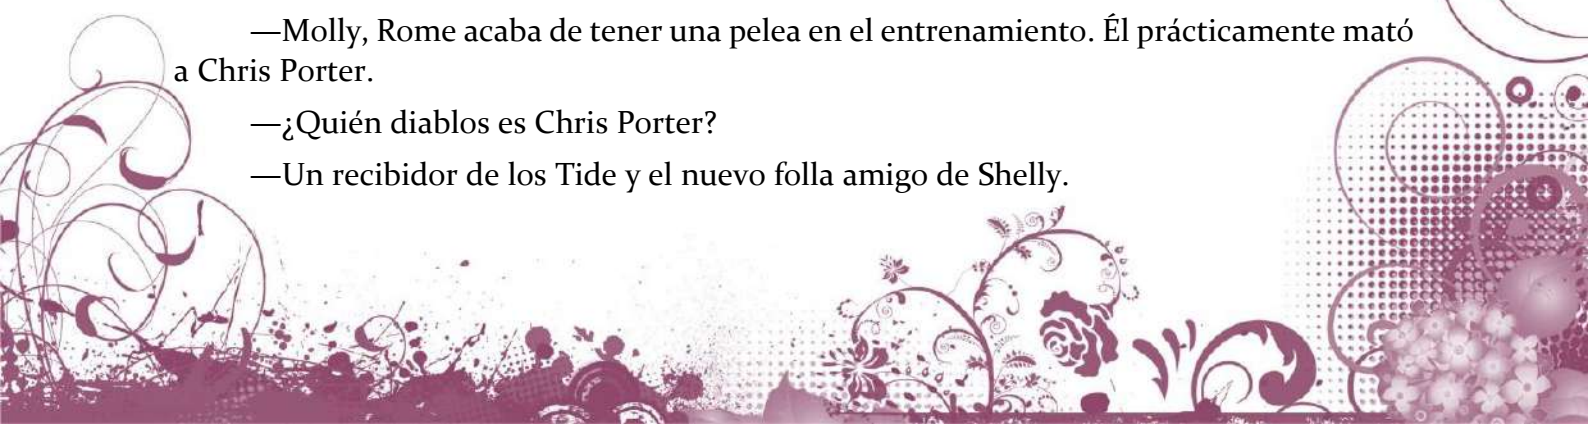 —Molly, Rome acaba de tener una pelea en el entrenamiento. Él prácticamente mató
a Chris Porter.
—¿Quién diablos es Chris Porter?
—Un recibidor de los Tide y el nuevo folla amigo de Shelly.